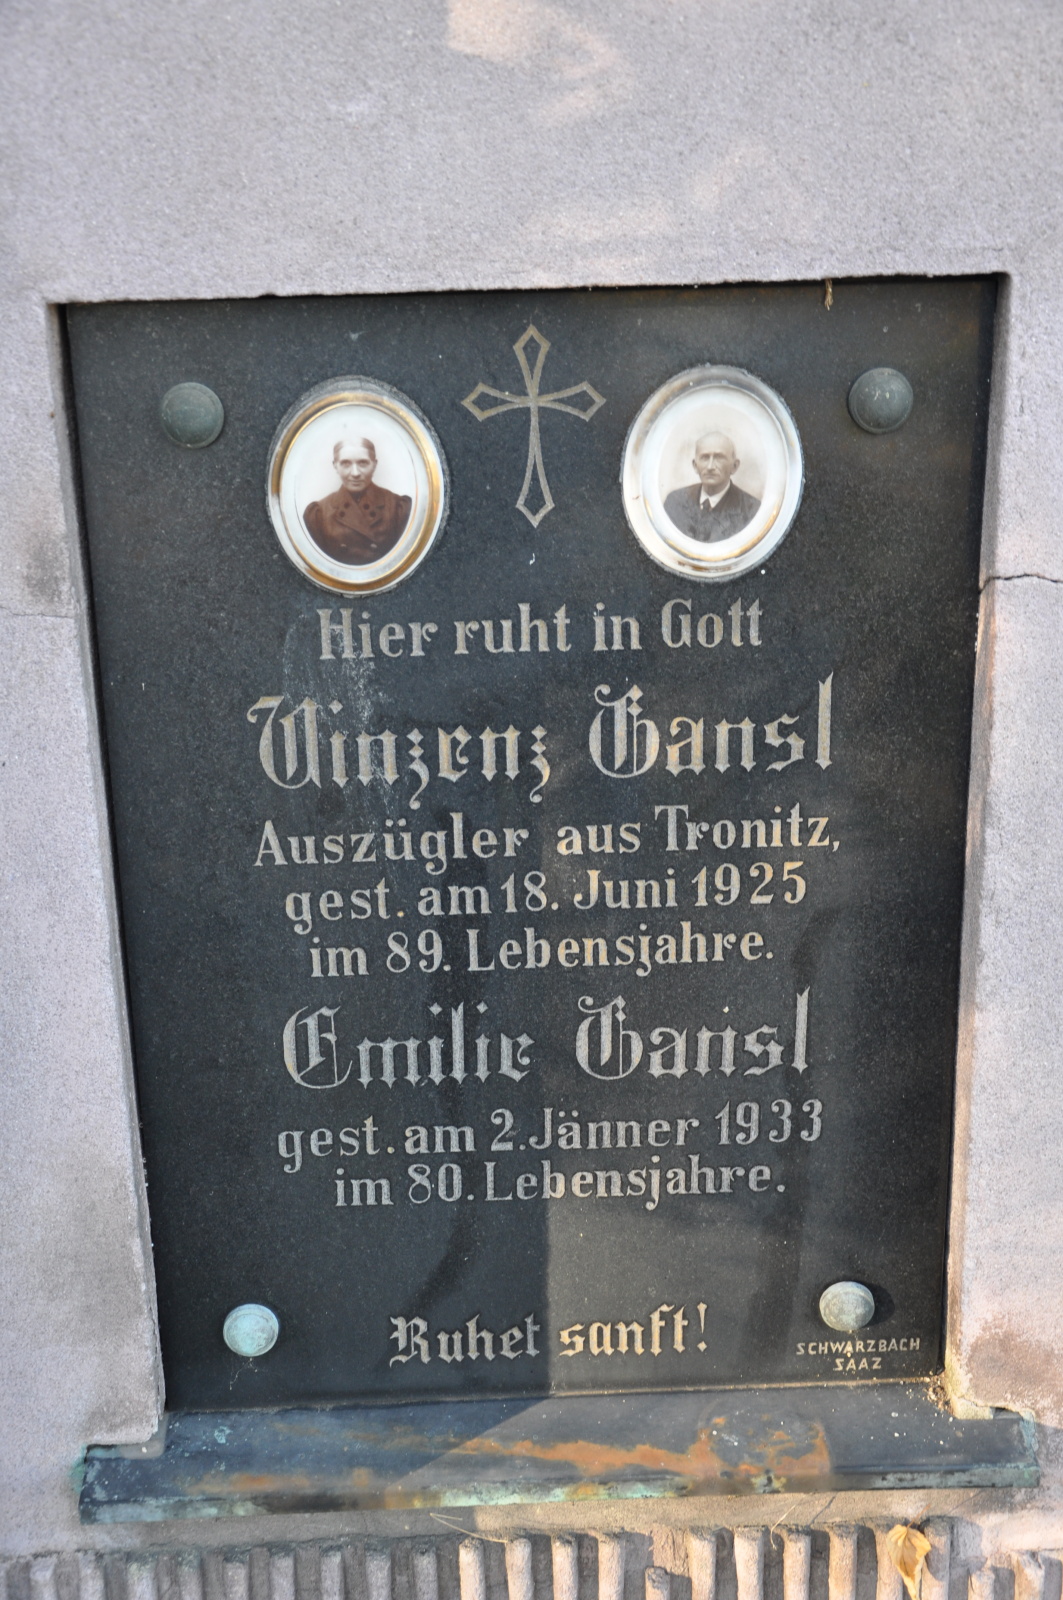 Hier ruht in Gott
Vinzenz Gansl
Auszügler aus Tronitz,
gest. am 18. Juni 1925
im 89. Lebensjahre.
Emilie Gansl
gest. am 2. Jänner 1933
im 80. Lebensjahre.
Ruhet sanft!
SCHWARZBACH
SAAZ